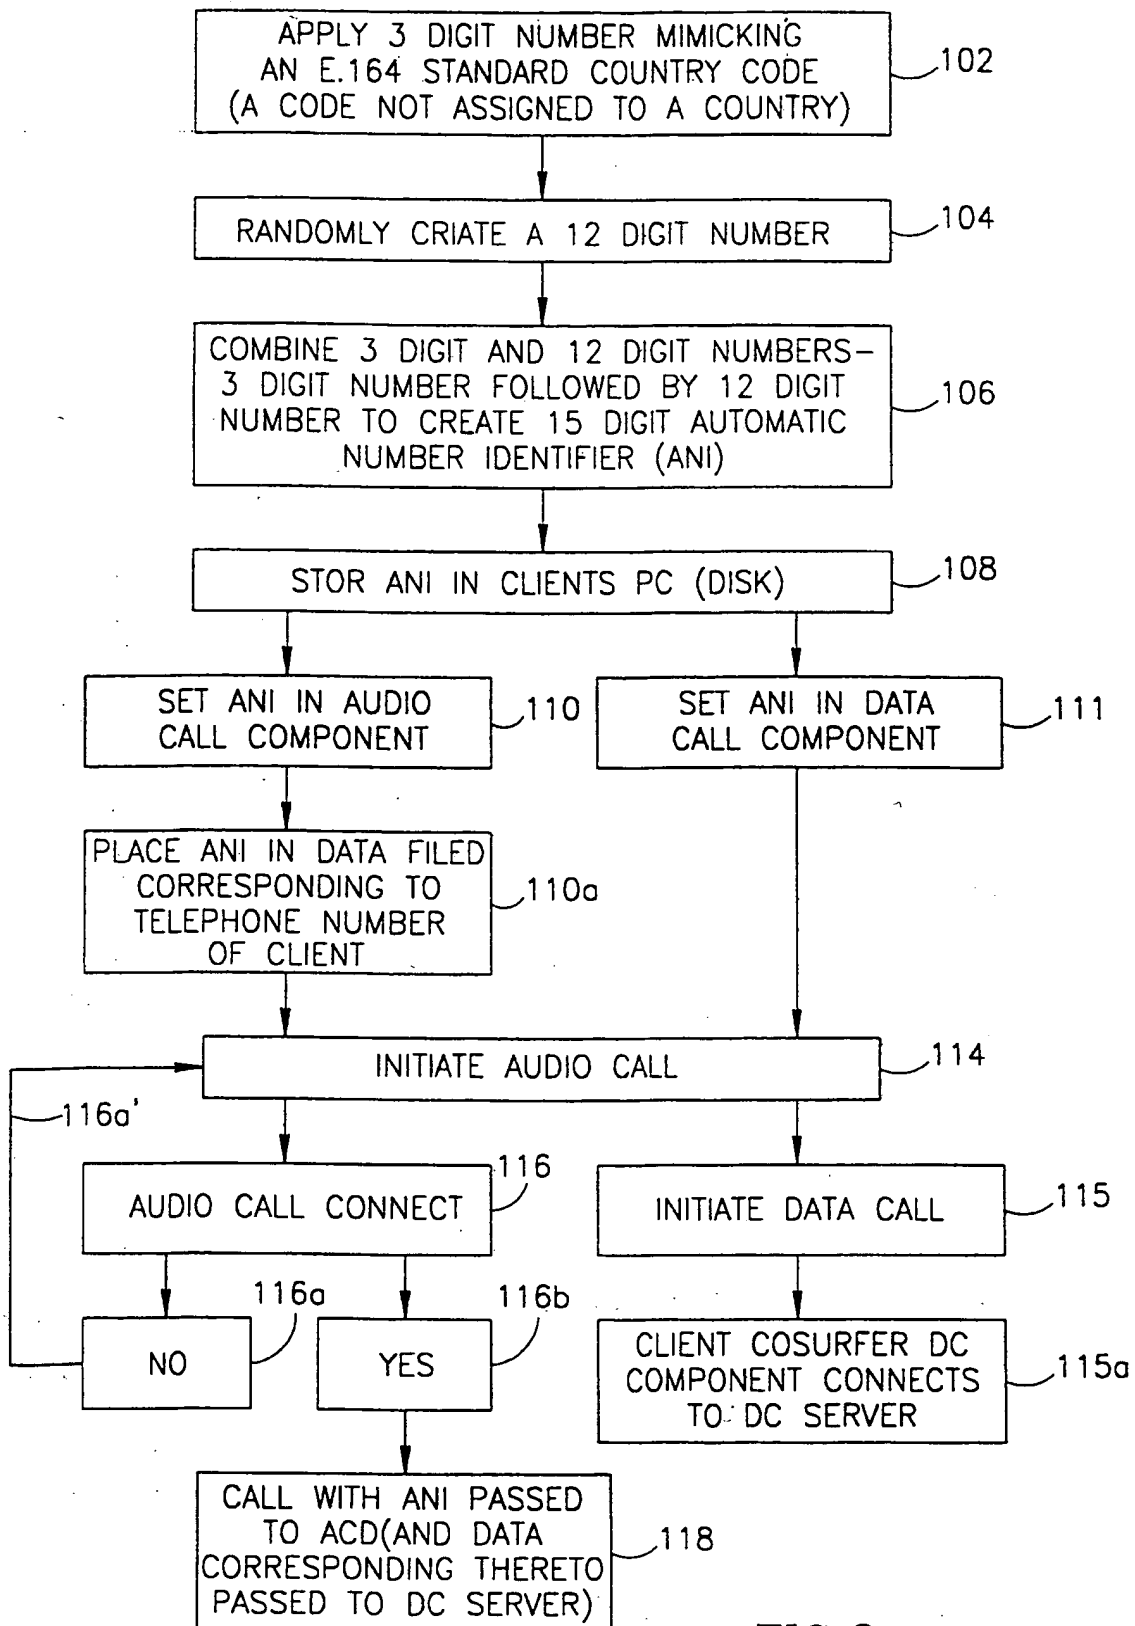 APPLY 3 DIGIT NUMBER MIMICKING
AN E.164 STANDARD COUNTRY CODE
(A CODE NOT ASSIGNED TO A COUNTRY)
102
RANDOMLY CRIATE A 12 DIGIT NUMBER
104
COMBINE 3 DIGIT AND 12 DIGIT NUMBERS-
3 DIGIT NUMBER FOLLOWED BY 12 DIGIT
NUMBER TO CREATE 15 DIGIT AUTOMATIC
NUMBER IDENTIFIER (ANI)
106
STOR ANI IN CLIENTS PC (DISK)
108
SET ANI IN AUDIO
CALL COMPONENT
110
SET ANI IN DATA
CALL COMPONENT
111
PLACE ANI IN DATA FILED
CORRESPONDING TO
TELEPHONE NUMBER
OF CLIENT
110a
INITIATE AUDIO CALL
114
116a'
AUDIO CALL CONNECT
116
INITIATE DATA CALL
115
NO
116a
YES
116b
CLIENT COSURFER DC
COMPONENT CONNECTS
TO DC SERVER
115a
CALL WITH ANI PASSED
TO ACD(AND DATA
CORRESPONDING THERETO
PASSED TO DC SERVER)
118